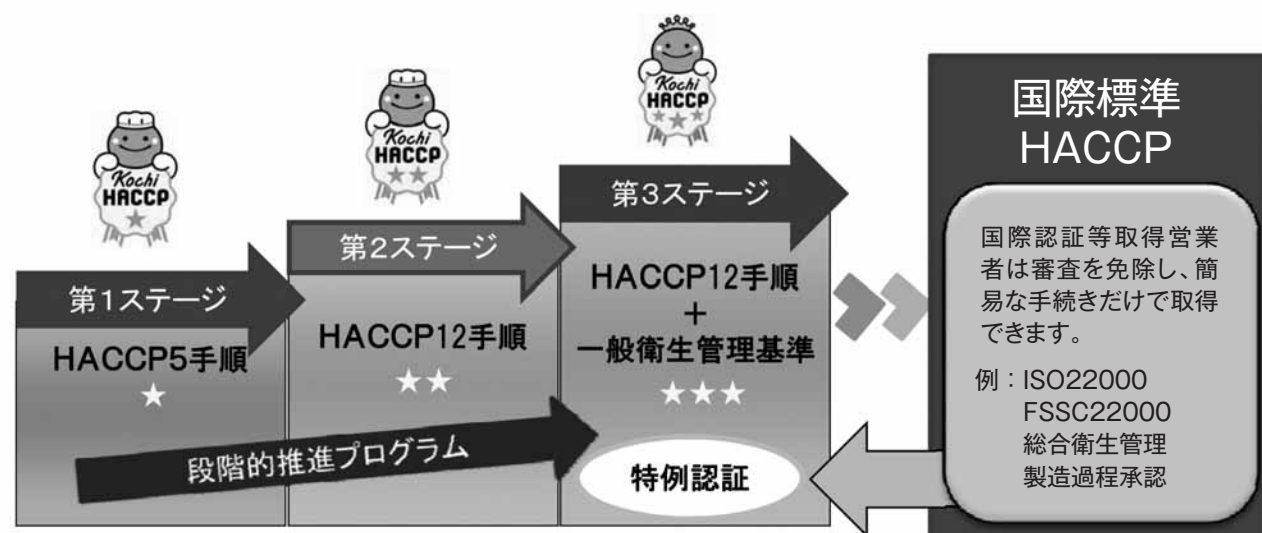 Kochi
HACCP
★
第1ステージ
HACCP5手順
★
Kochi
HACCP
★★
第2ステージ
HACCP12手順
★★
Kochi
HACCP
★★★
第3ステージ
HACCP12手順
+
一般衛生管理基準
★★★
段階的推進プログラム
特例認証
国際標準
HACCP
国際認証等取得営業
者は審査を免除し、簡
易な手続きだけで取得
できます。
例：ISO22000
FSSC22000
総合衛生管理
製造過程承認